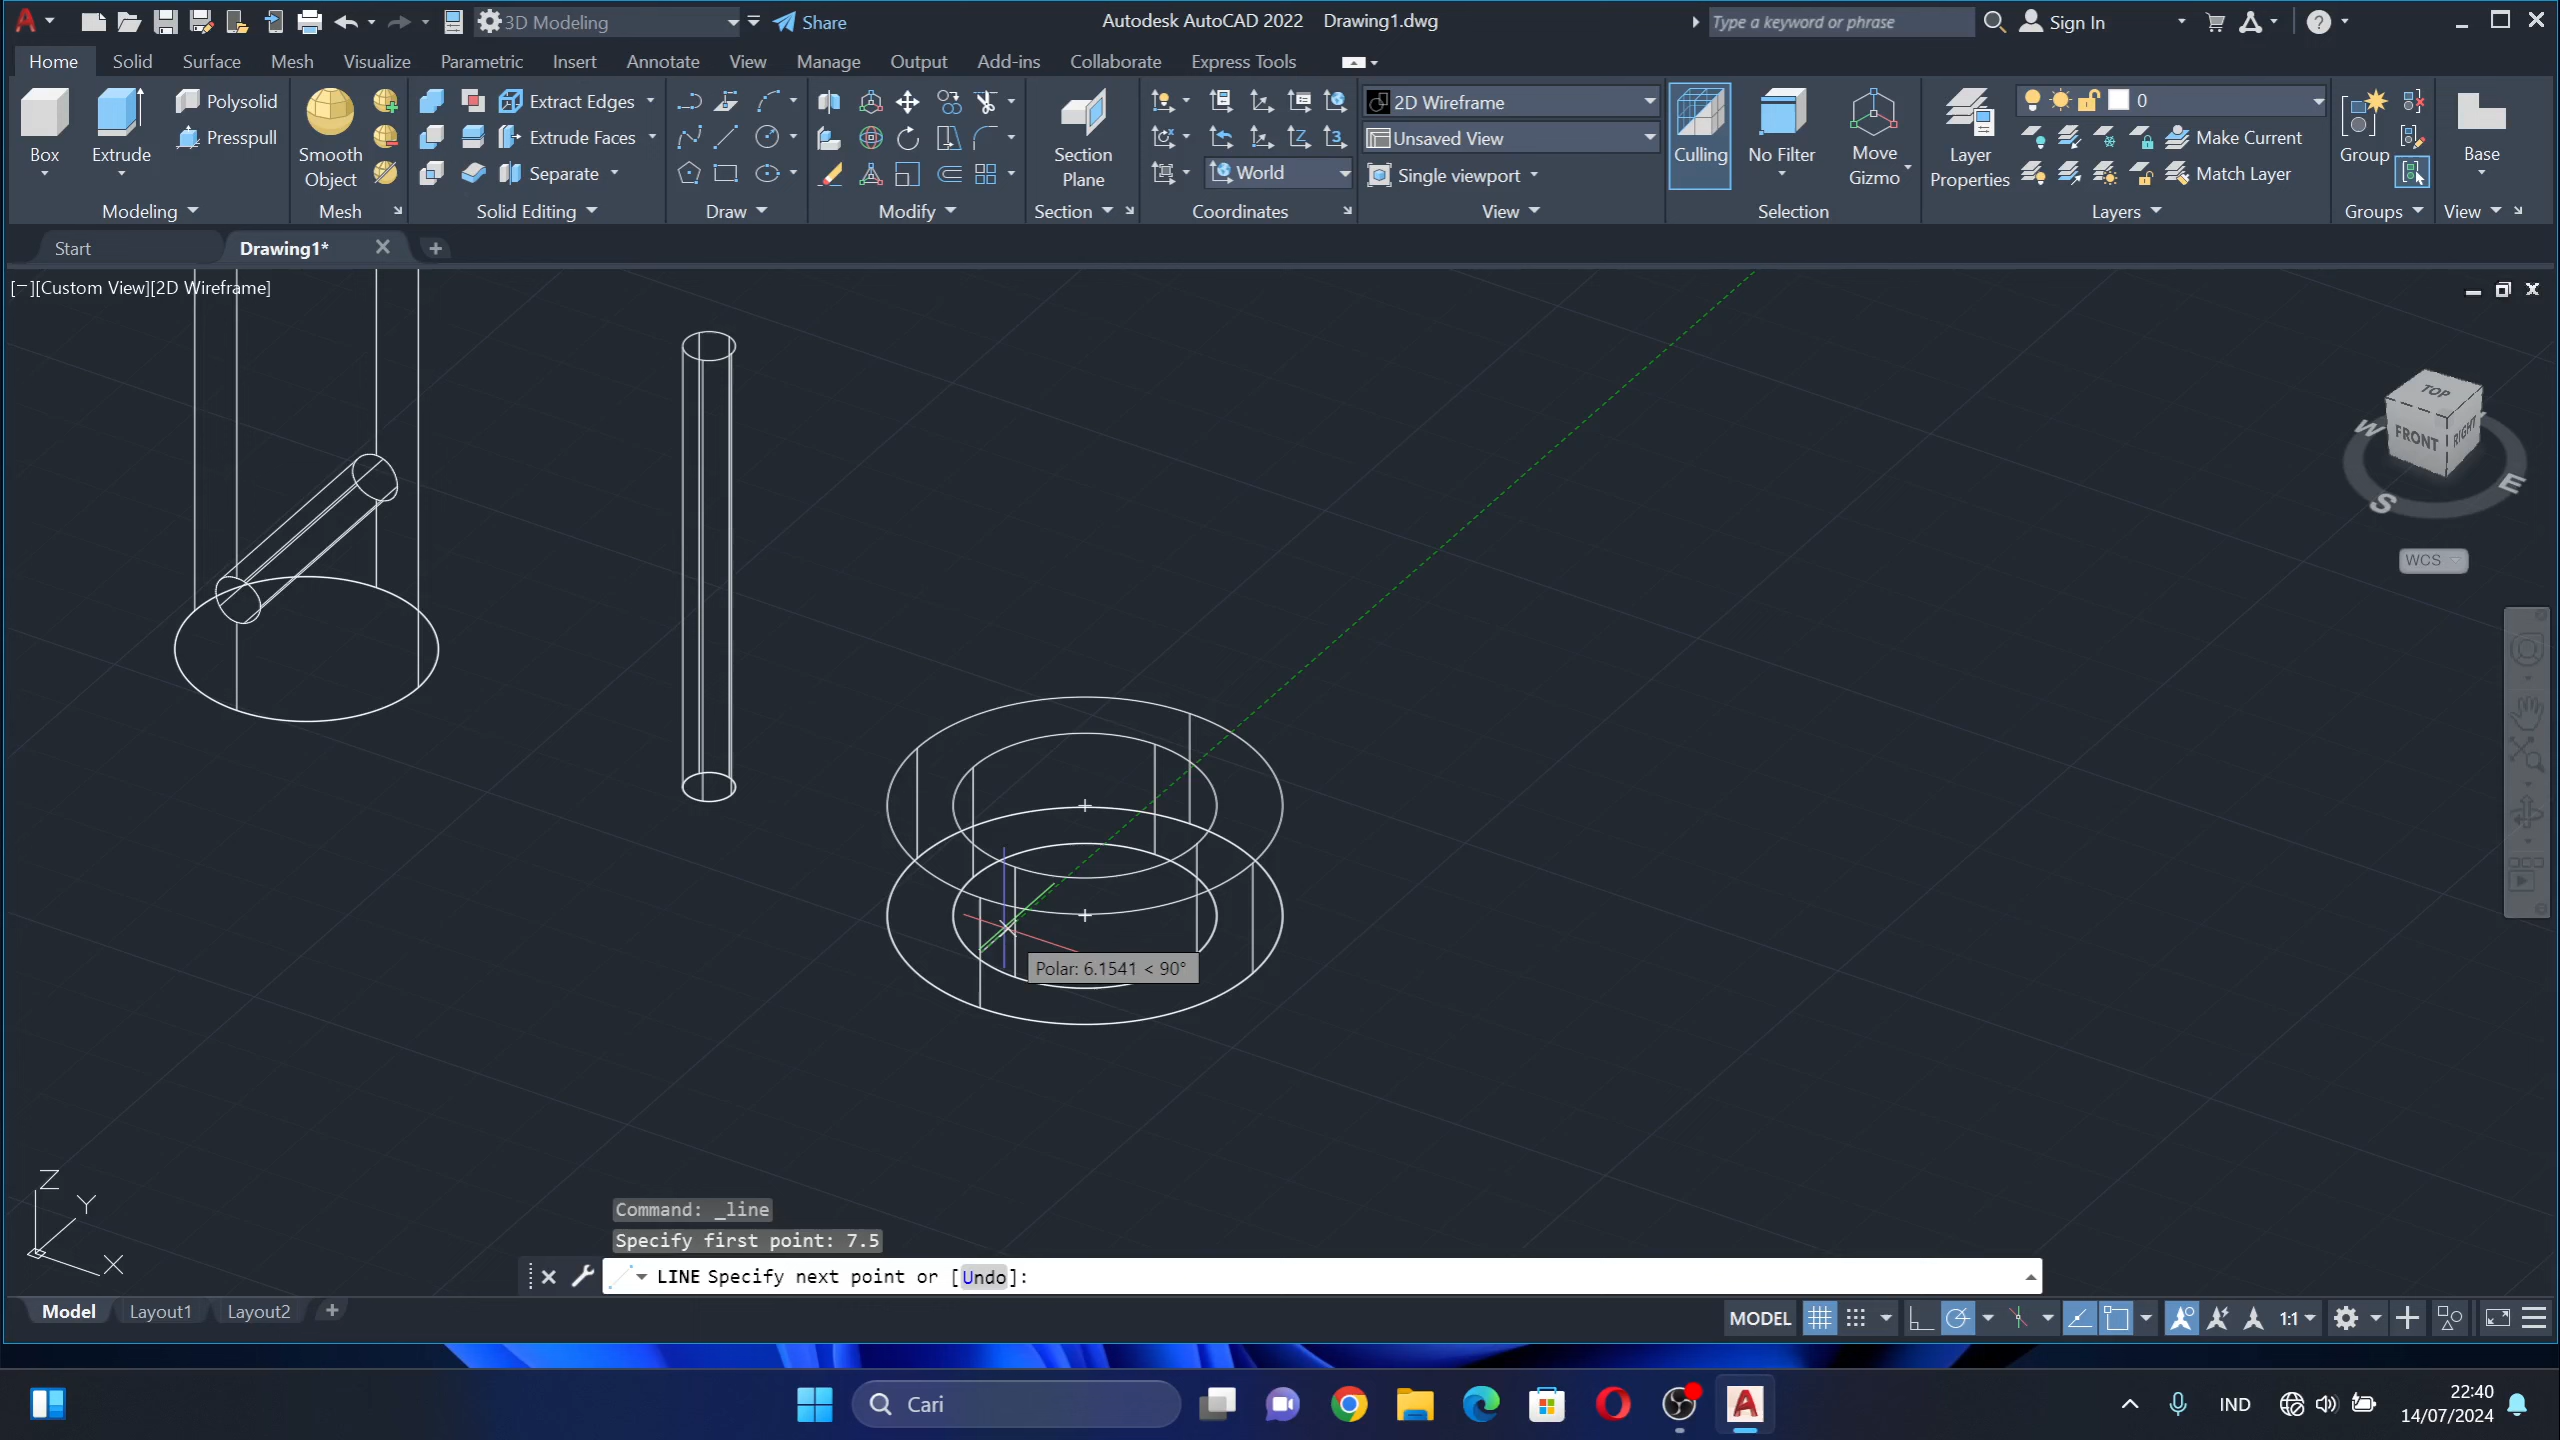 3D Modeling
Share
Autodesk AutoCAD 2022 Drawing1.dwg
Type a keyword or phrase
Sign In
Home Solid Surface Mesh Visualize Parametric Insert Annotate View Manage Output Add-ins Collaborate Express Tools
Box
Extrude
Polysolid
Presspull
Modeling
Smooth
Object
Mesh
Extract Edges
Extrude Faces
Separate
Solid Editing
Draw
Modify
Section
Plane
Section
World
Coordinates
2D Wireframe
Unsaved View
Single viewport
View
Culling
No Filter
Move
Gizmo
Selection
Layer
Properties
0
Make Current
Match Layer
Layers
Group
Groups
Base
View
Start
Drawing1*
[−][Custom View][2D Wireframe]
TOP
FRONT
RIGHT
W
S
E
WCS
Polar: 6.1541 < 90°
Z
Y
X
Command: _line
Specify first point: 7.5
LINE Specify next point or [Undo]:
Model Layout1 Layout2
MODEL
1:1
Cari
IND
22:40
14/07/2024